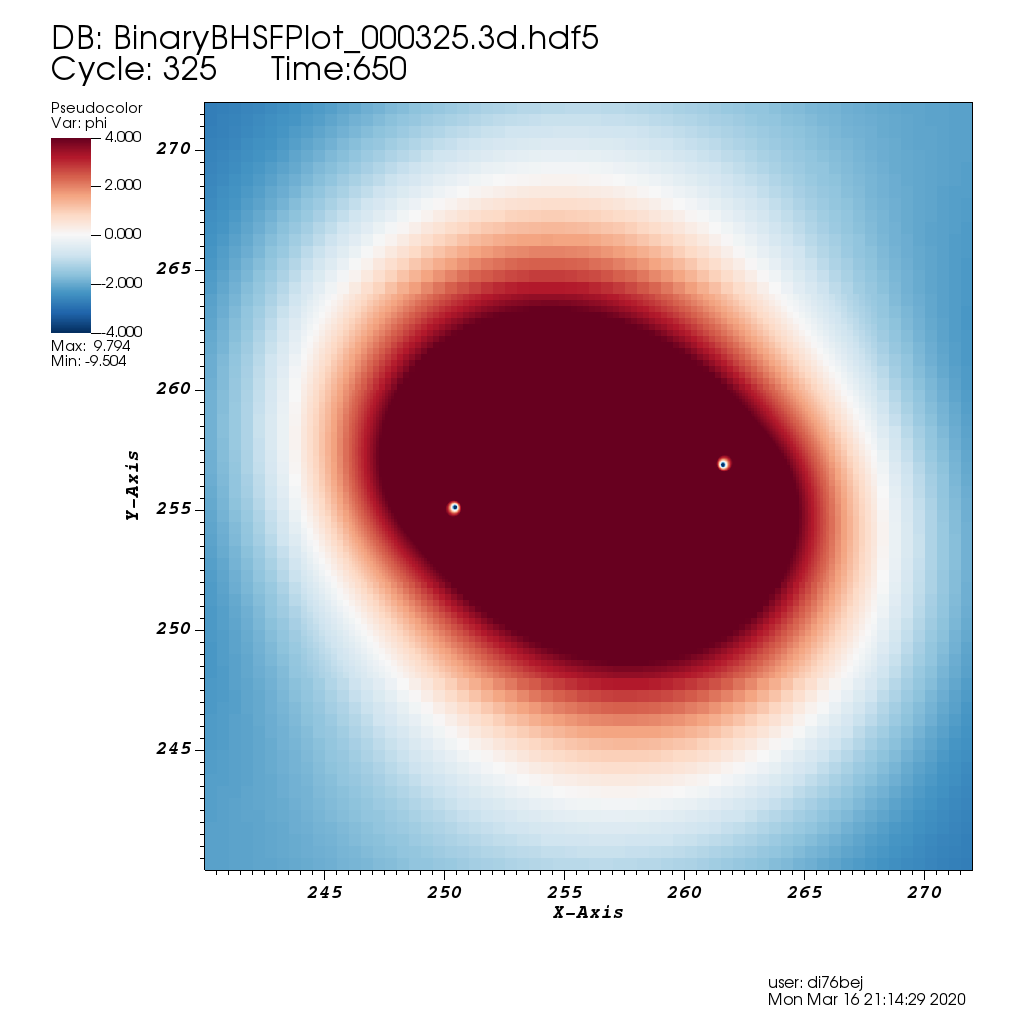 DB: BinaryBHSFPlot_000325.3d.hdf5
Cycle: 325 Time:650
Pseudocolor
Var: phi
4.000
2.000
0.000
-2.000
-4.000
Max: 9.794
Min: -9.504
270
265
260
255
250
245
Y-Axis
245 250 255 260 265 270
X-Axis
user: di76bej
Mon Mar 16 21:14:29 2020